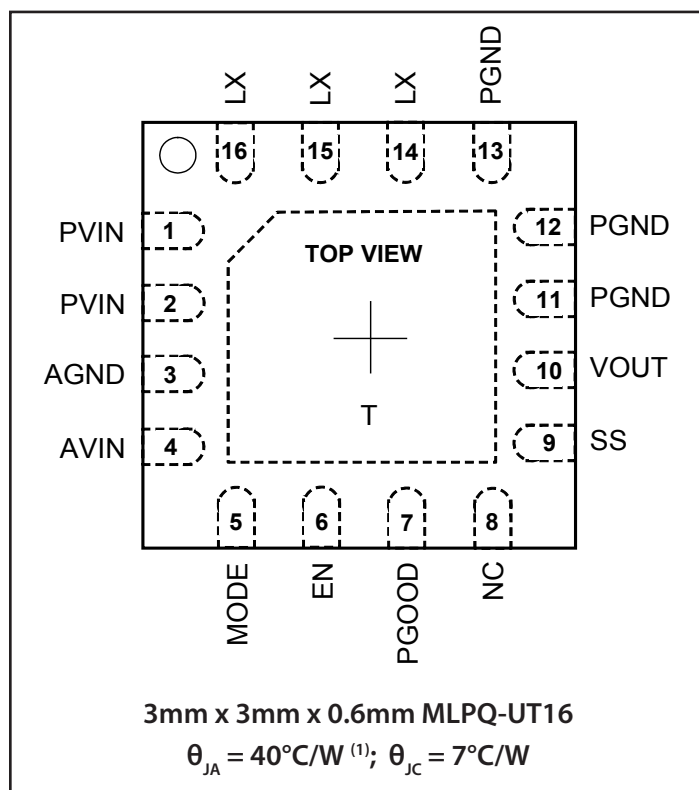 LX LX LX PGND
16 15 14 13
PVIN 1
PVIN 2
AGND 3
AVIN 4
TOP VIEW
T
12 PGND
11 PGND
10 VOUT
9 SS
5 6 7 8
MODE EN PGOOD NC
3mm x 3mm x 0.6mm MLPQ-UT16
θJA = 40°C/W (1); θJC = 7°C/W